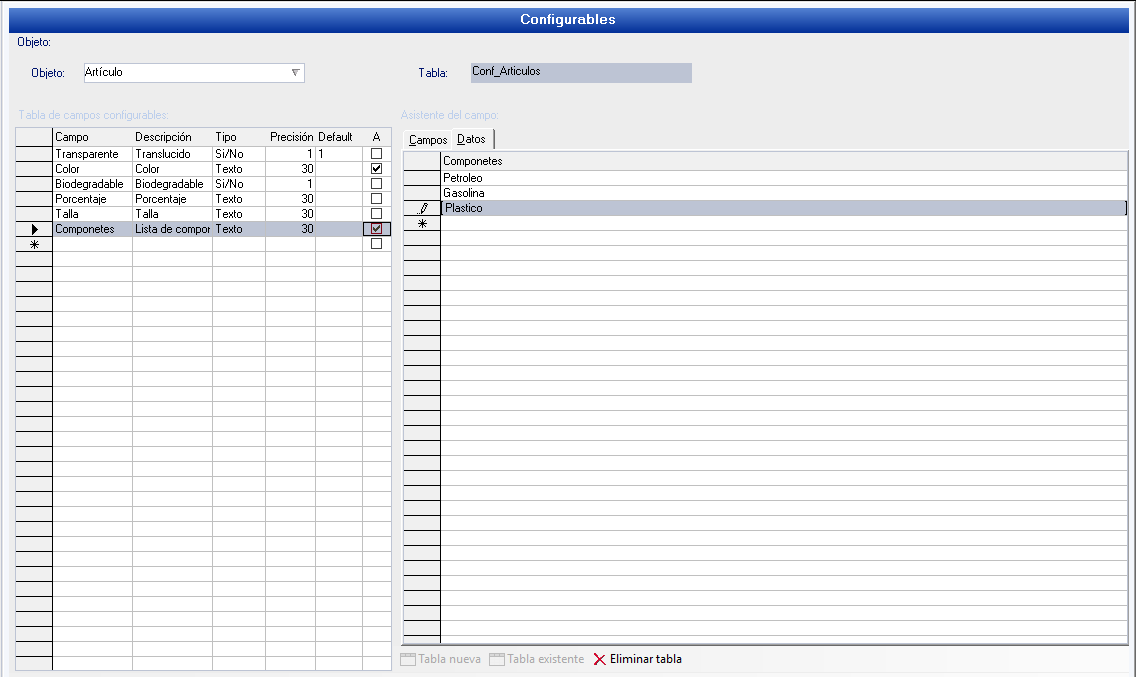 Configurables
Objeto:
Objeto: Artículo Tabla: Conf_Articulos
Tabla de campos configurables: Asistente del campo:
Campo Descripción Tipo Precisión Default A
Transparente Translucido Si/No 1 1
Color Color Texto 30
Biodegradable Biodegradable Si/No 1
Porcentaje Porcentaje Texto 30
Talla Talla Texto 30
Componetes Lista de compor Texto 30
Campos Datos
Componetes
Petroleo
Gasolina
Plastico
Tabla nueva Tabla existente Eliminar tabla